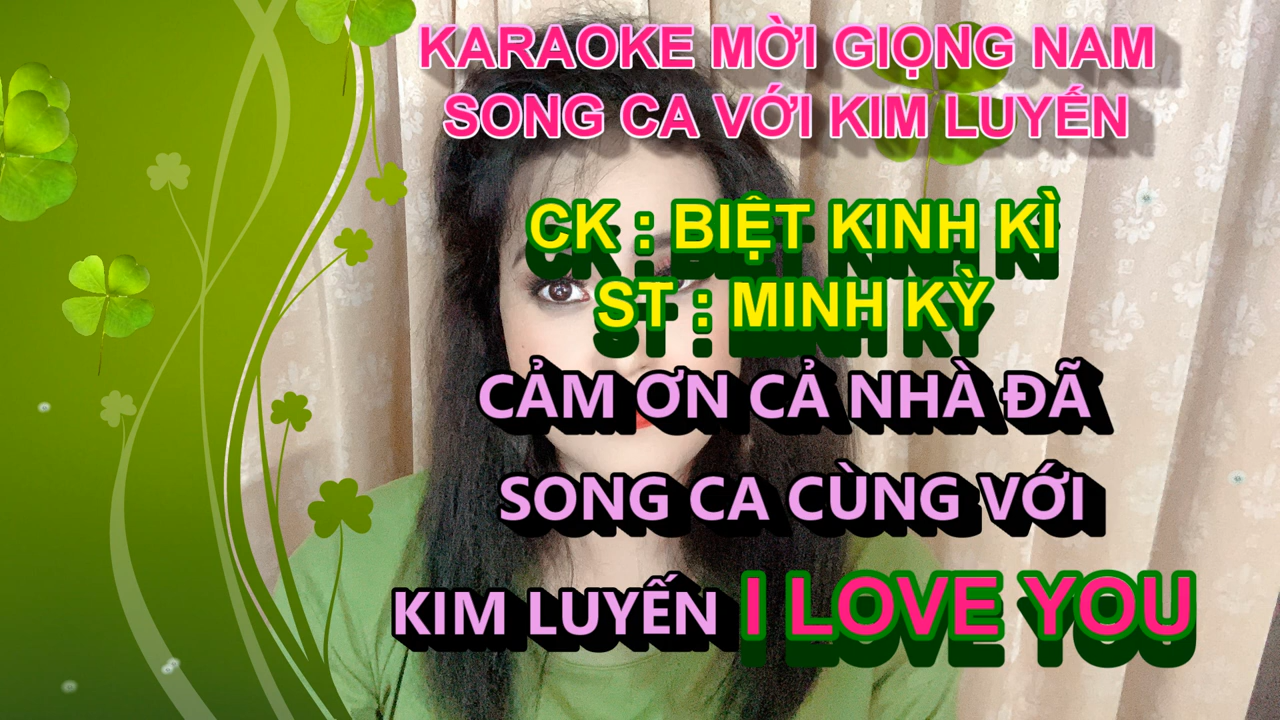 KARAOKE MỜI GIỌNG NAM
SONG CA VỚI KIM LUYẾN
CK : BIỆT KINH KÌ
ST : MINH KỲ
CẢM ƠN CẢ NHÀ ĐÃ
SONG CA CÙNG VỚI
KIM LUYẾN I LOVE YOU